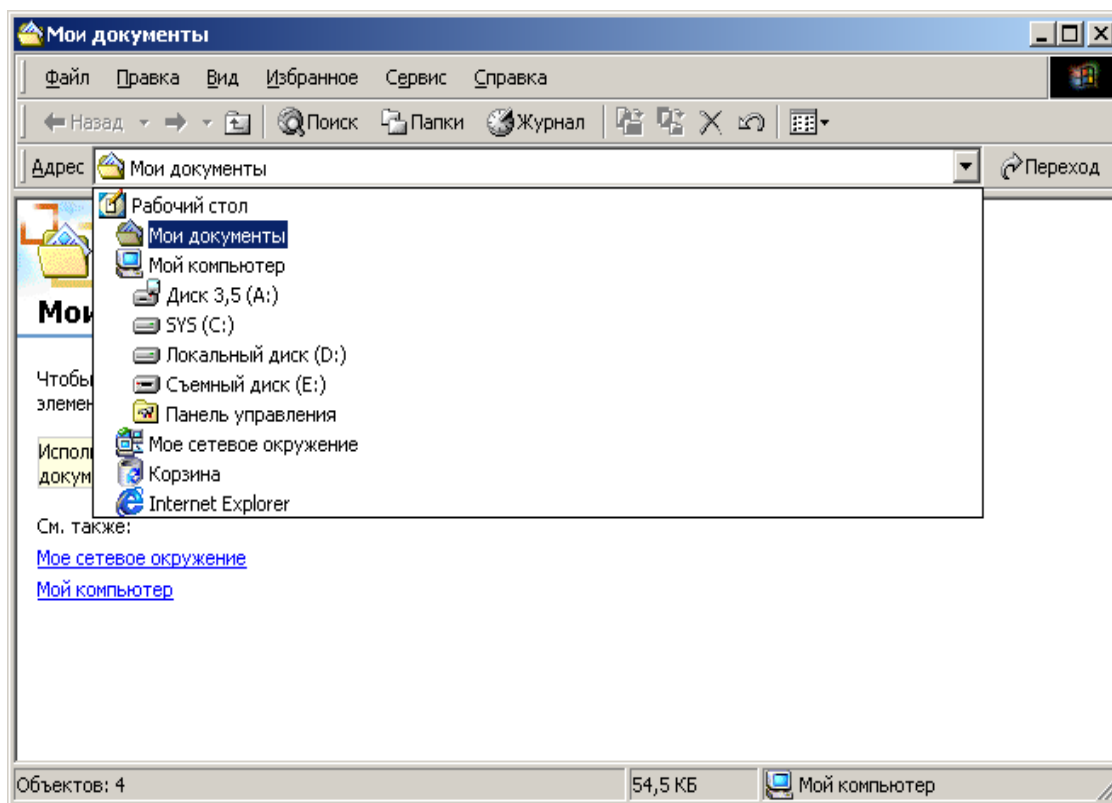 Мои документы
Файл Правка Вид Избранное Сервис Справка
Назад Поиск Папки Журнал
Адрес Мои документы Переход
Рабочий стол
Мои документы
Мой компьютер
Диск 3,5 (A:)
SYS (C:)
Локальный диск (D:)
Съемный диск (E:)
Панель управления
Мое сетевое окружение
Корзина
Internet Explorer
См. также:
Мое сетевое окружение
Мой компьютер
Объектов: 4 54,5 КБ Мой компьютер